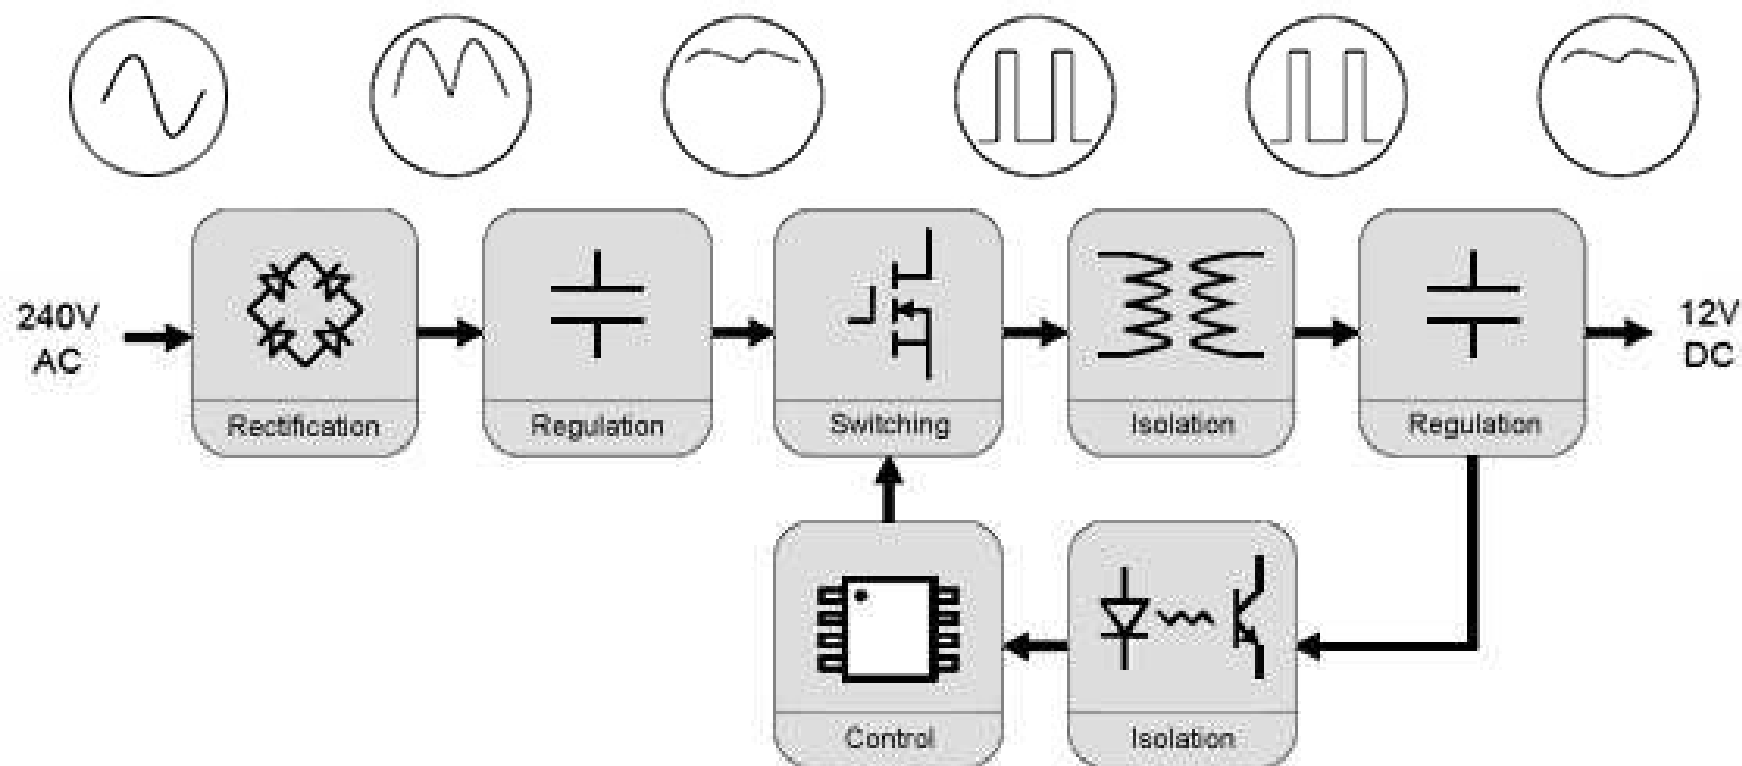 240V
AC
Rectification
Regulation
Switching
Isolation
Regulation
12V
DC
Control
Isolation